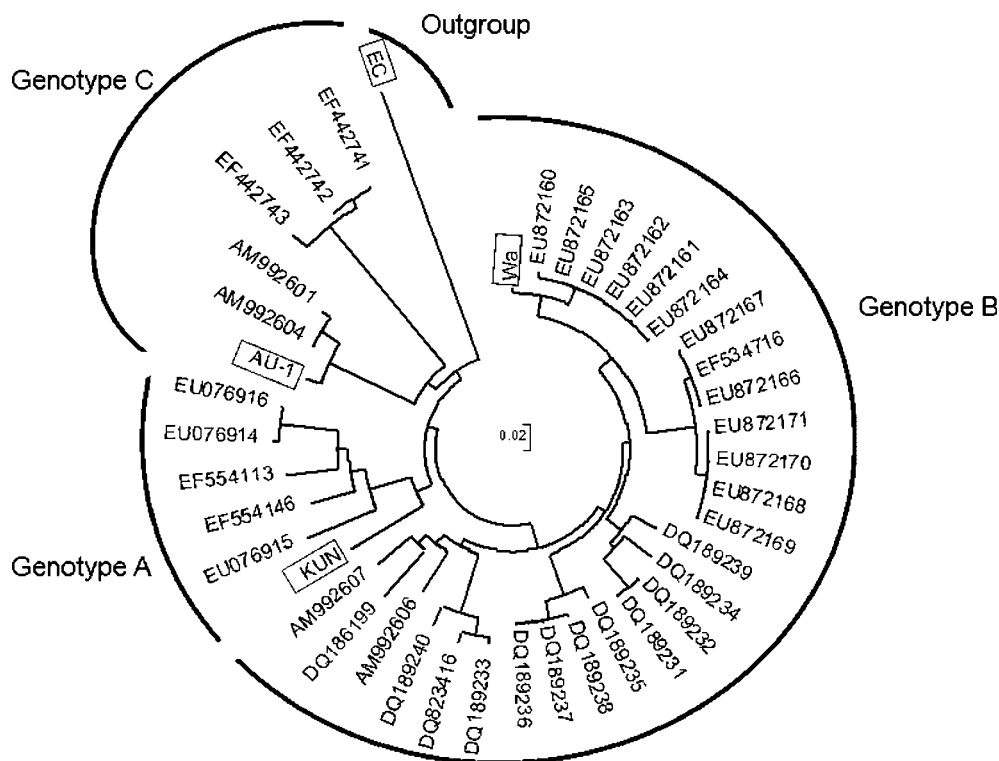 Outgroup
EC
Genotype C
EF442741
EF442742
EF442743
AM992601
AM992604
AU-1
EU076916
EU076914
EF554113
EF554146
EU076915
KUN
Genotype A
AM992607
DQ186199
AM992606
DQ189240
DQ823416
DQ189233
DQ189236
DQ189237
DQ189238
DQ189235
DQ189231
DQ189232
DQ189234
DQ189239
EU872169
EU872168
EU872170
EU872171
EU872166
EF534716
EU872167
EU872164
EU872161
EU872162
EU872163
EU872165
EU872160
Wa
Genotype B
0.02